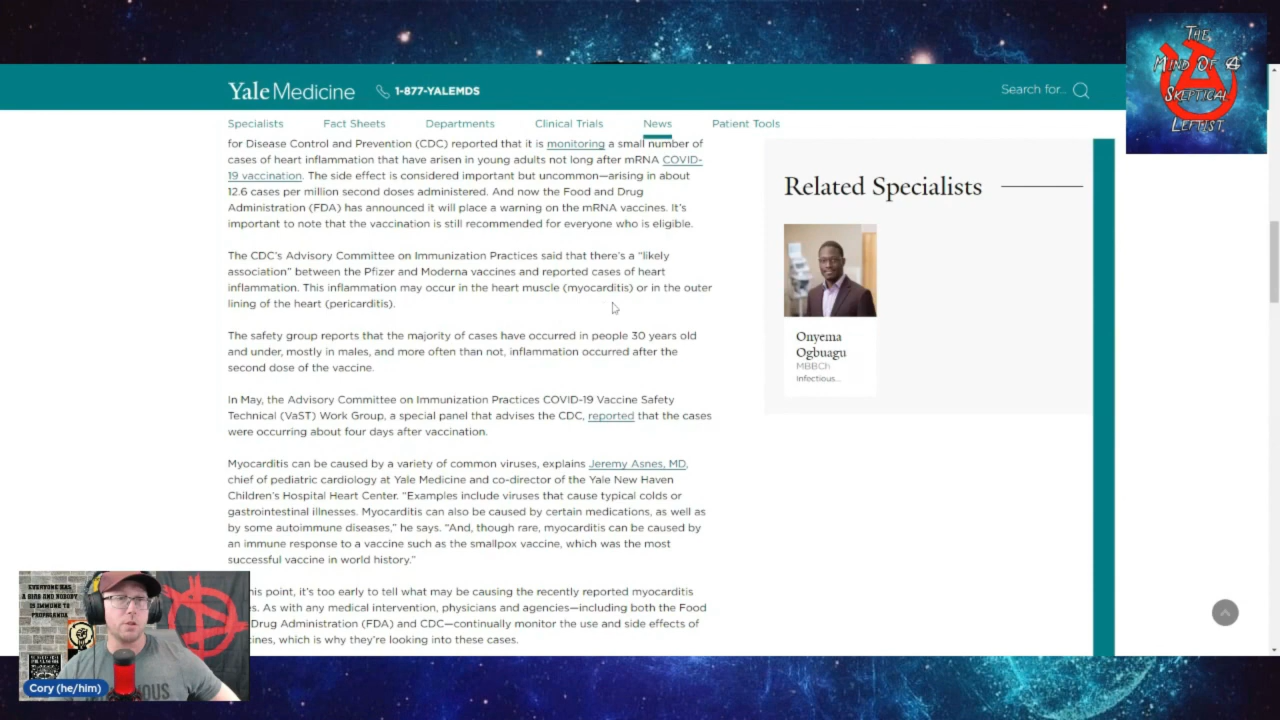 The
Mind Of A
Skeptical
Leftist
Yale Medicine
1-877-YALEMDS
Search for..
Specialists
Fact Sheets
Departments
Clinical Trials
News
Patient Tools
for Disease Control and Prevention (CDC) reported that it is monitoring a small number of
cases of heart inflammation that have arisen in young adults not long after mRNA COVID-
19 vaccination. The side effect is considered important but uncommon—arising in about
12.6 cases per million second doses administered. And now the Food and Drug
Administration (FDA) has announced it will place a warning on the mRNA vaccines. It's
important to note that the vaccination is still recommended for everyone who is eligible.
The CDC's Advisory Committee on Immunization Practices said that there's a “likely
association” between the Pfizer and Moderna vaccines and reported cases of heart
inflammation. This inflammation may occur in the heart muscle (myocarditis) or in the outer
lining of the heart (pericarditis).
The safety group reports that the majority of cases have occurred in people 30 years old
and under, mostly in males, and more often than not, inflammation occurred after the
second dose of the vaccine.
In May, the Advisory Committee on Immunization Practices COVID-19 Vaccine Safety
Technical (VaST) Work Group, a special panel that advises the CDC, reported that the cases
were occurring about four days after vaccination.
Myocarditis can be caused by a variety of common viruses, explains Jeremy Asnes, MD,
chief of pediatric cardiology at Yale Medicine and co-director of the Yale New Haven
Children's Hospital Heart Center. “Examples include viruses that cause typical colds or
gastrointestinal illnesses. Myocarditis can also be caused by certain medications, as well as
by some autoimmune diseases,” he says. “And, though rare, myocarditis can be caused by
an immune response to a vaccine such as the smallpox vaccine, which was the most
successful vaccine in world history.”
his point, it's too early to tell what may be causing the recently reported myocarditis
s. As with any medical intervention, physicians and agencies—including both the Food
Drug Administration (FDA) and CDC—continually monitor the use and side effects of
ines, which is why they're looking into these cases.
Related Specialists
Onyema
Ogbuagu
MBBCh
Infectious...
EVERYONE HAS
A BIAS AND NOBODY
IS IMMUNE TO
PROPAGANDA
Cory (he/him)